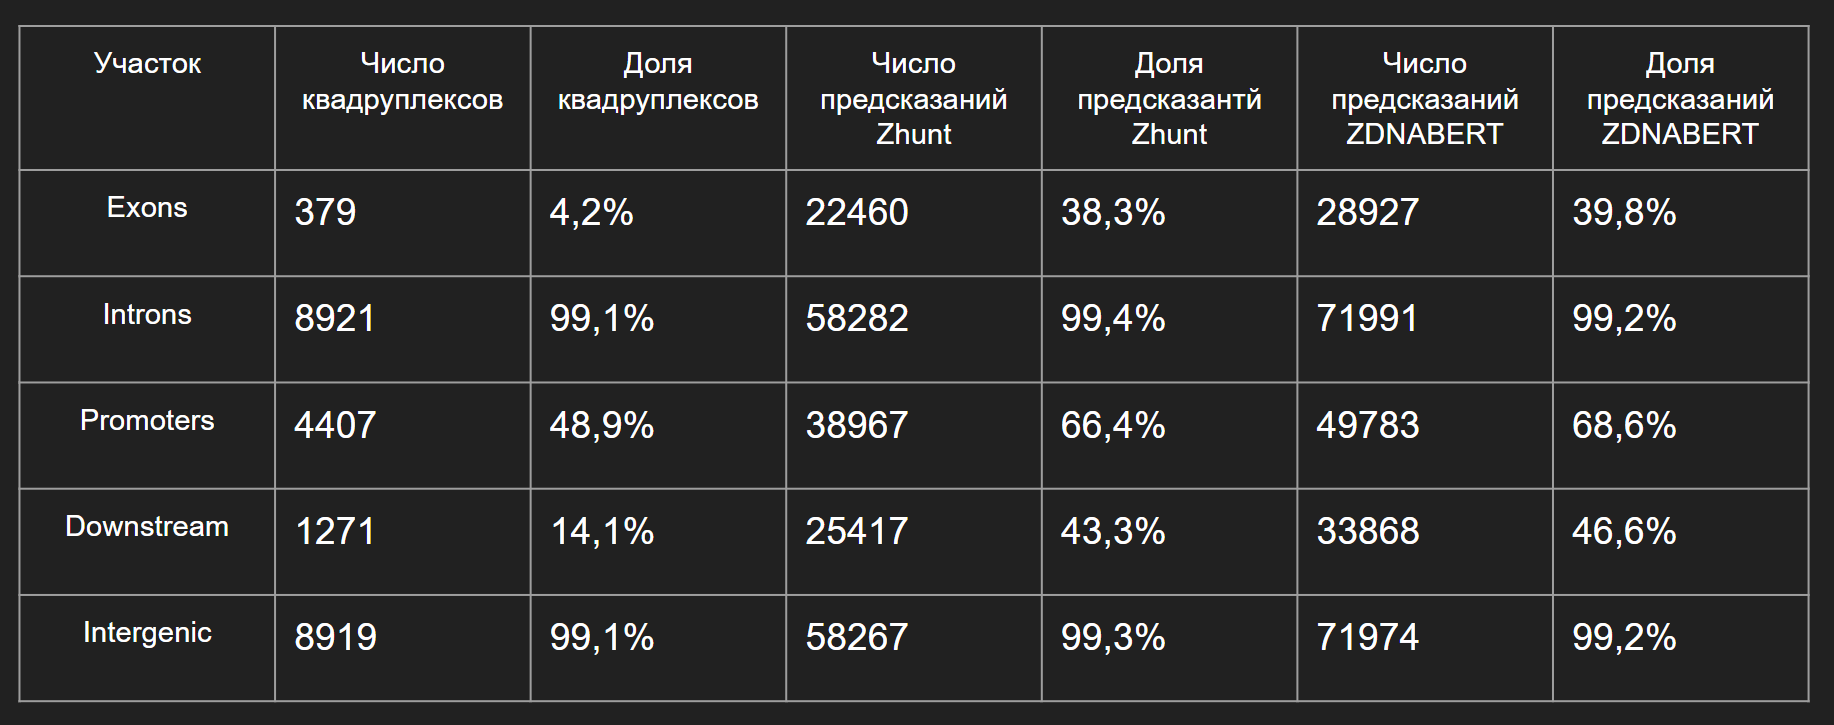 Участок
Число
квадруплексов
Доля
квадруплексов
Число
предсказаний
Zhunt
Доля
предсказантй
Zhunt
Число
предсказаний
ZDNABERT
Доля
предсказаний
ZDNABERT
Exons
379
4,2%
22460
38,3%
28927
39,8%
Introns
8921
99,1%
58282
99,4%
71991
99,2%
Promoters
4407
48,9%
38967
66,4%
49783
68,6%
Downstream
1271
14,1%
25417
43,3%
33868
46,6%
Intergenic
8919
99,1%
58267
99,3%
71974
99,2%